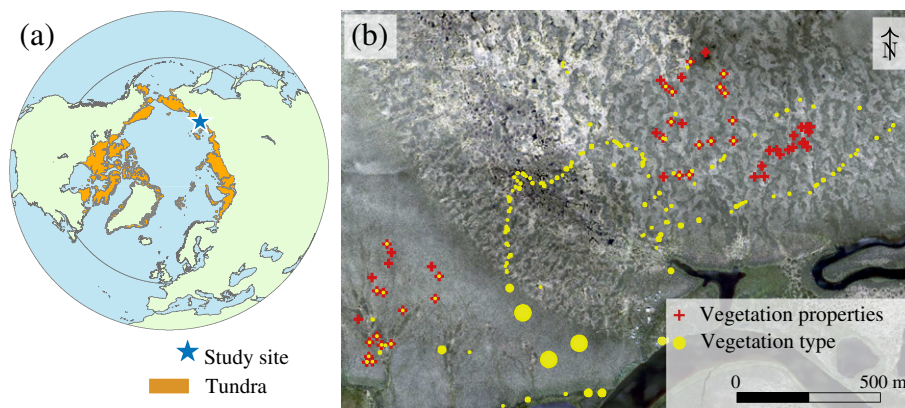 (a)
Study site
Tundra
(b)
N
Vegetation properties
Vegetation type
0 500 m